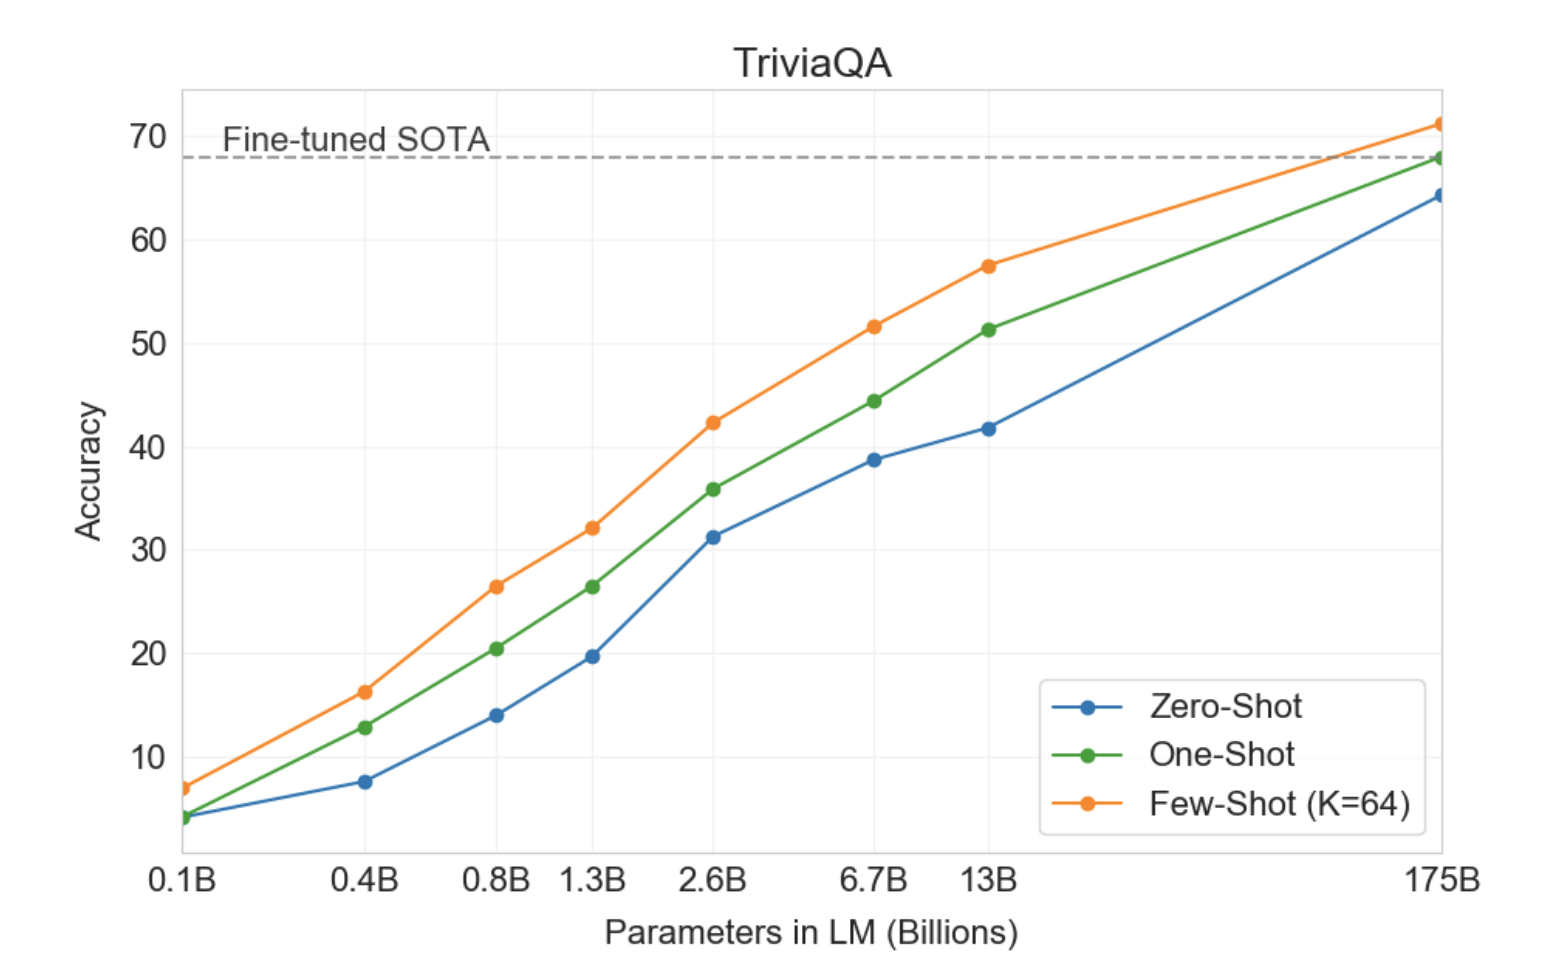 TriviaQA
Fine-tuned SOTA
70
60
50
40
30
20
10
Accuracy
Zero-Shot
One-Shot
Few-Shot (K=64)
0.1B 0.4B 0.8B 1.3B 2.6B 6.7B 13B 175B
Parameters in LM (Billions)